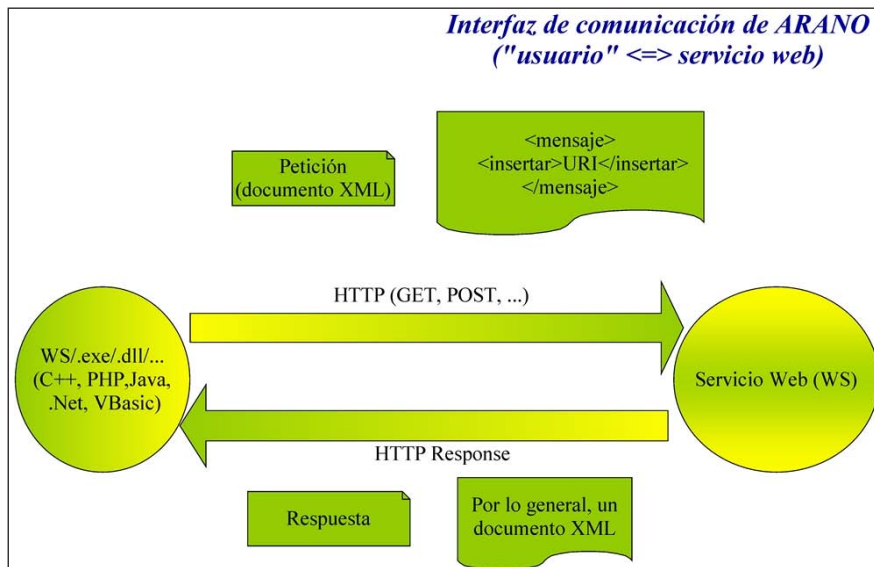 Interfaz de comunicación de ARANO
("usuario" <=> servicio web)
Petición
(documento XML)
<mensaje>
<insertar>URI</insertar>
</mensaje>
HTTP (GET, POST, ...)
WS/.exe/.dll/...
(C++, PHP,Java,
.Net, VBasic)
Servicio Web (WS)
HTTP Response
Respuesta
Por lo general, un
documento XML